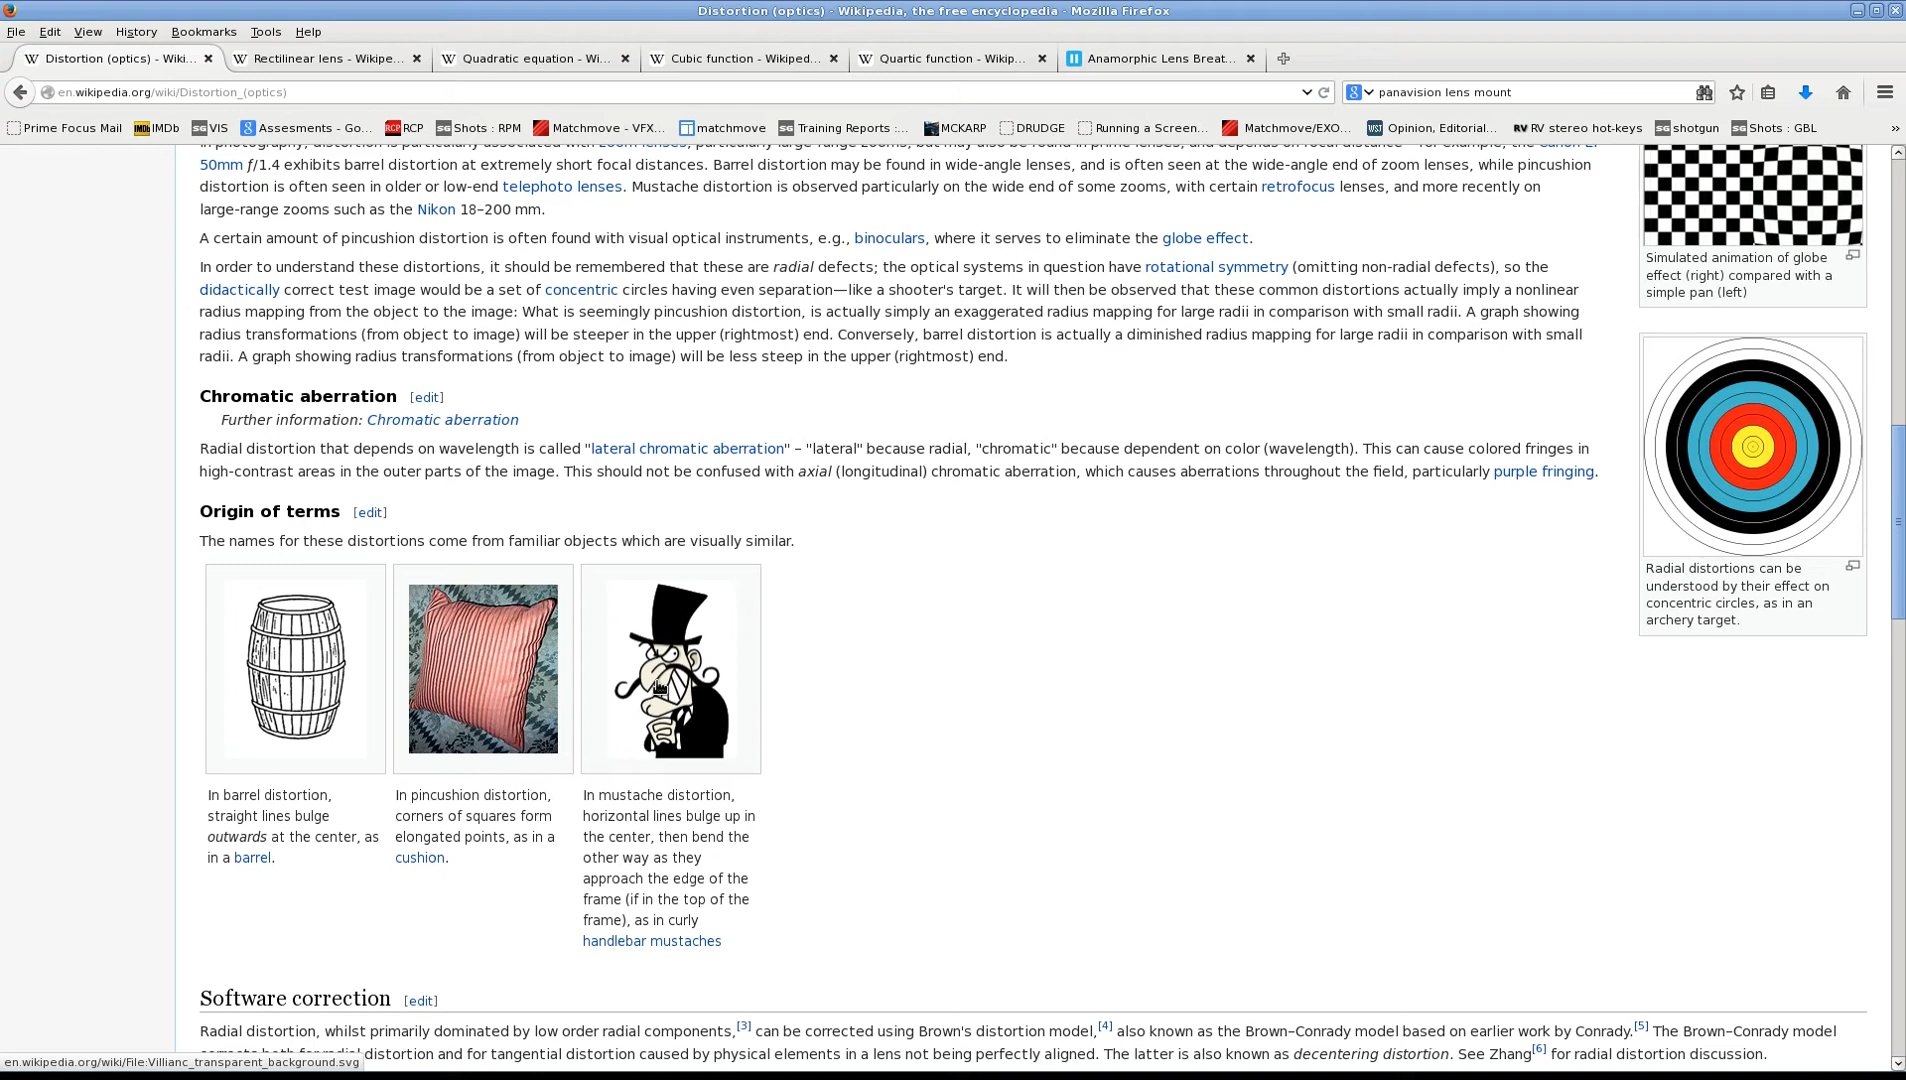 Distortion (optics) - Wikipedia, the free encyclopedia - Mozilla Firefox
File Edit View History Bookmarks Tools Help
Distortion (optics) - Wiki... Rectilinear lens - Wikipe... Quadratic equation - Wi... Cubic function - Wikiped... Quartic function - Wikip... Anamorphic Lens Breat...
en.wikipedia.org/wiki/Distortion_(optics) panavision lens mount
Prime Focus Mail IMDb VIS Assesments - Go... RCP Shots : RPM Matchmove - VFX... matchmove Training Reports :... MCKARP DRUDGE Running a Screen... Matchmove/EXO... Opinion, Editorial... RV stereo hot-keys shotgun Shots : GBL »
50mm f/1.4 exhibits barrel distortion at extremely short focal distances. Barrel distortion may be found in wide-angle lenses, and is often seen at the wide-angle end of zoom lenses, while pincushion
distortion is often seen in older or low-end telephoto lenses. Mustache distortion is observed particularly on the wide end of some zooms, with certain retrofocus lenses, and more recently on
large-range zooms such as the Nikon 18–200 mm.
A certain amount of pincushion distortion is often found with visual optical instruments, e.g., binoculars, where it serves to eliminate the globe effect.
In order to understand these distortions, it should be remembered that these are radial defects; the optical systems in question have rotational symmetry (omitting non-radial defects), so the
didactically correct test image would be a set of concentric circles having even separation—like a shooter's target. It will then be observed that these common distortions actually imply a nonlinear
radius mapping from the object to the image: What is seemingly pincushion distortion, is actually simply an exaggerated radius mapping for large radii in comparison with small radii. A graph showing
radius transformations (from object to image) will be steeper in the upper (rightmost) end. Conversely, barrel distortion is actually a diminished radius mapping for large radii in comparison with small
radii. A graph showing radius transformations (from object to image) will be less steep in the upper (rightmost) end.
Simulated animation of globe
effect (right) compared with a
simple pan (left)
Chromatic aberration [edit]
Further information: Chromatic aberration
Radial distortion that depends on wavelength is called "lateral chromatic aberration" – "lateral" because radial, "chromatic" because dependent on color (wavelength). This can cause colored fringes in
high-contrast areas in the outer parts of the image. This should not be confused with axial (longitudinal) chromatic aberration, which causes aberrations throughout the field, particularly purple fringing.
Radial distortions can be
understood by their effect on
concentric circles, as in an
archery target.
Origin of terms [edit]
The names for these distortions come from familiar objects which are visually similar.
In barrel distortion,
straight lines bulge
outwards at the center, as
in a barrel.
In pincushion distortion,
corners of squares form
elongated points, as in a
cushion.
In mustache distortion,
horizontal lines bulge up in
the center, then bend the
other way as they
approach the edge of the
frame (if in the top of the
frame), as in curly
handlebar mustaches
Software correction [edit]
Radial distortion, whilst primarily dominated by low order radial components,[3] can be corrected using Brown's distortion model,[4] also known as the Brown–Conrady model based on earlier work by Conrady.[5] The Brown–Conrady model
distortion and for tangential distortion caused by physical elements in a lens not being perfectly aligned. The latter is also known as decentering distortion. See Zhang[6] for radial distortion discussion.
en.wikipedia.org/wiki/File:Villianc_transparent_background.svg